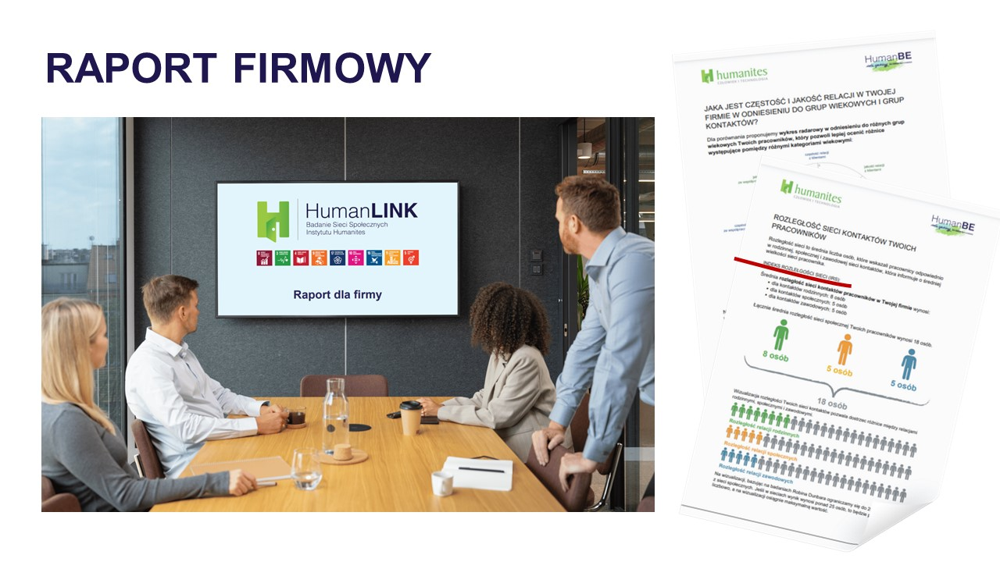 RAPORT FIRMOWY
HumanLINK
Badanie Sieci Społecznych
Instytutu Humanites
Raport dla firmy
humanites
CZŁOWIEK I TECHNOLOGIA
HumanBE
JAKA JEST CZĘSTOŚĆ I JAKOŚĆ RELACJI W TWOJEJ
FIRMIE W ODNIESIENIU DO GRUP WIEKOWYCH I GRUP
KONTAKTÓW?
Dla porównania proponujemy wykres radarowy w odniesieniu do różnych grup
wiekowych Twoich pracowników, który pozwoli lepiej ocenić różnice
występujące pomiędzy różnymi kategoriami wiekowymi:
humanites
CZŁOWIEK I TECHNOLOGIA
HumanBE
ROZLEGŁOŚĆ SIECI KONTAKTÓW TWOICH
PRACOWNIKÓW
Rozległość sieci to średnia liczba osób, które wskazali pracownicy odpowiednio
w rodzinnej, społecznej i zawodowej sieci kontaktów, która informuje o średniej
wielkości sieci pracownika.
Średnia rozległość sieci kontaktów pracowników w Twojej firmie wynosi:
• dla kontaktów rodzinnych: 8 osób
• dla kontaktów społecznych: 5 osób
• dla kontaktów zawodowych: 5 osób
Łącznie średnia rozległość sieci społecznej Twoich pracowników wynosi 18 osób.
8 osób
5 osób
5 osób
18 osób
Wizualizacja rozległości Twoich sieci kontaktów pozwala dostrzec różnice między relacjami
rodzinnymi, społecznymi i zawodowymi:
Rozległość relacji rodzinnych
Rozległość relacji społecznych
Rozległość relacji zawodowych
Na wizualizacji, bazując na badaniach Robina Dunbara ograniczamy się do
z sieci społecznych. Jeśli w sieciach wynik wynosi ponad 25 osób, to będzie
liczbowo, a na wizualizacji osiągnie maksymalną wartość.